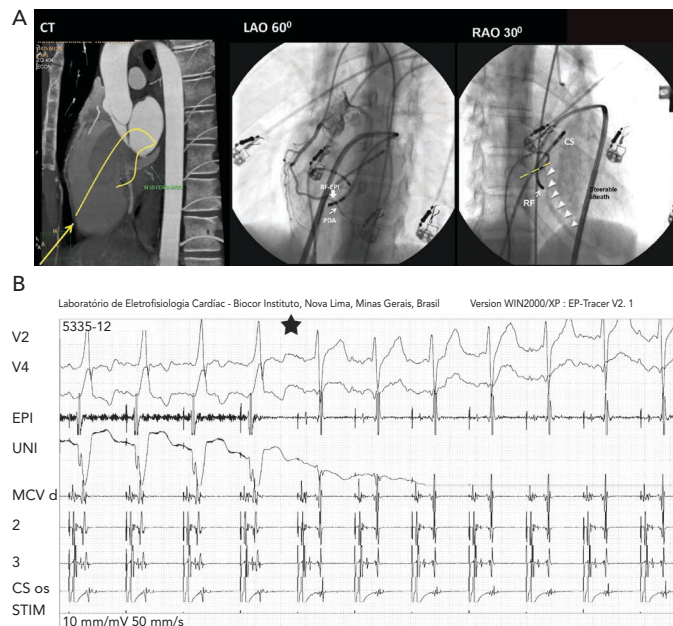 A
CT
LAO 60⁰
RAO 30⁰
CS
RF-EPI
PDA
RF
Steerable
sheath
B
Laboratório de Eletrofisiologia Cardíac - Biocor Instituto, Nova Lima, Minas Gerais, Brasil
Version WIN2000/XP : EP-Tracer V2. 1
5335-12
V2
V4
EPI
UNI
MCV d
2
3
CS os
STIM
10 mm/mV 50 mm/s